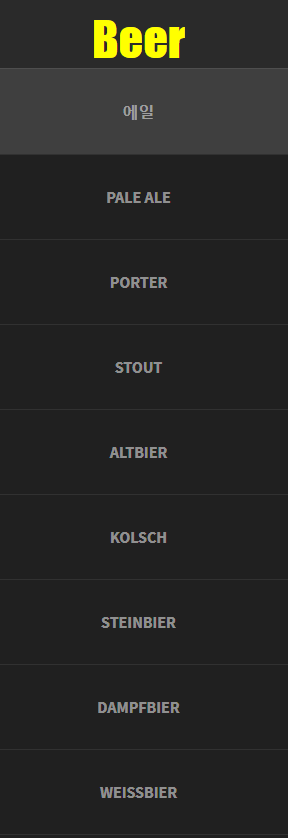 Beer
에일
PALE ALE
PORTER
STOUT
ALTBIER
KOLSCH
STEINBIER
DAMPFBIER
WEISSBIER